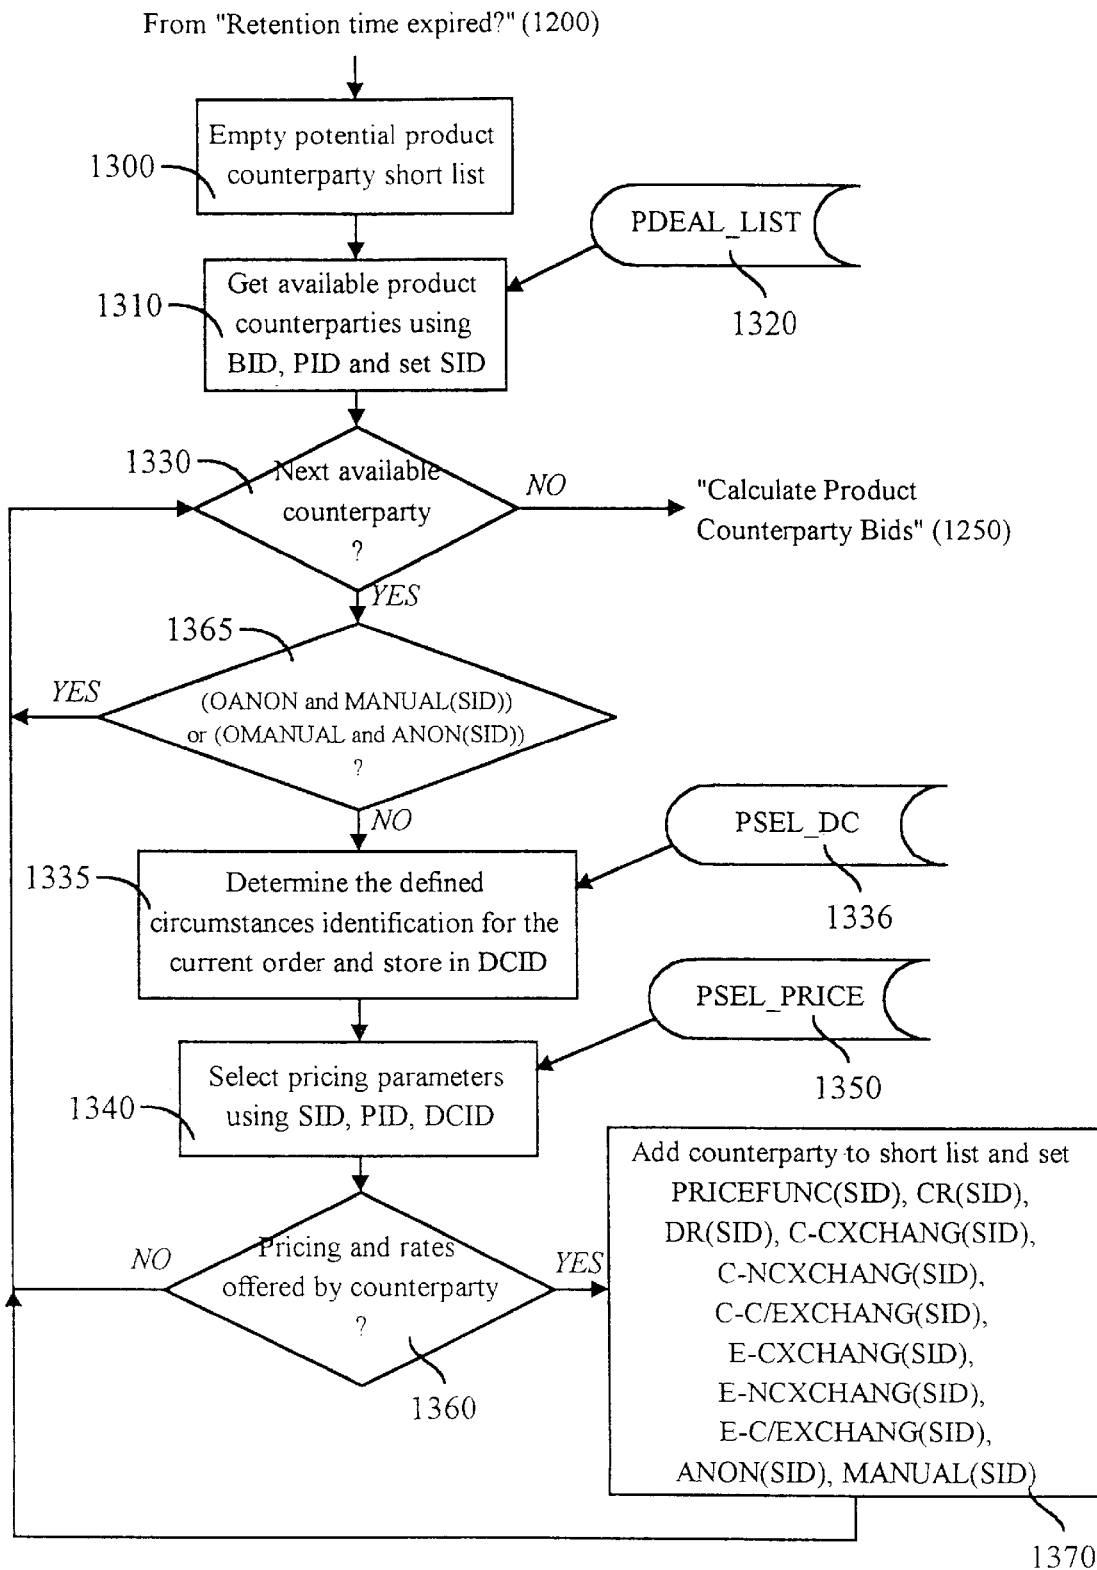 From "Retention time expired?" (1200)
Empty potential product
counterparty short list
1300
PDEAL_LIST
1320
Get available product
counterparties using
BID, PID and set SID
1310
1330
Next available
counterparty
?
NO
"Calculate Product
Counterparty Bids" (1250)
YES
1365
YES
(OANON and MANUAL(SID))
or (OMANUAL and ANON(SID))
?
NO
PSEL_DC
1336
1335
Determine the defined
circumstances identification for the
current order and store in DCID
PSEL_PRICE
1350
Select pricing parameters
using SID, PID, DCID
1340
NO
Pricing and rates
offered by counterparty
?
YES
1360
Add counterparty to short list and set
PRICEFUNC(SID), CR(SID),
DR(SID), C-CXCHANG(SID),
C-NCXCHANG(SID),
C-C/EXCHANG(SID),
E-CXCHANG(SID),
E-NCXCHANG(SID),
E-C/EXCHANG(SID),
ANON(SID), MANUAL(SID)
1370